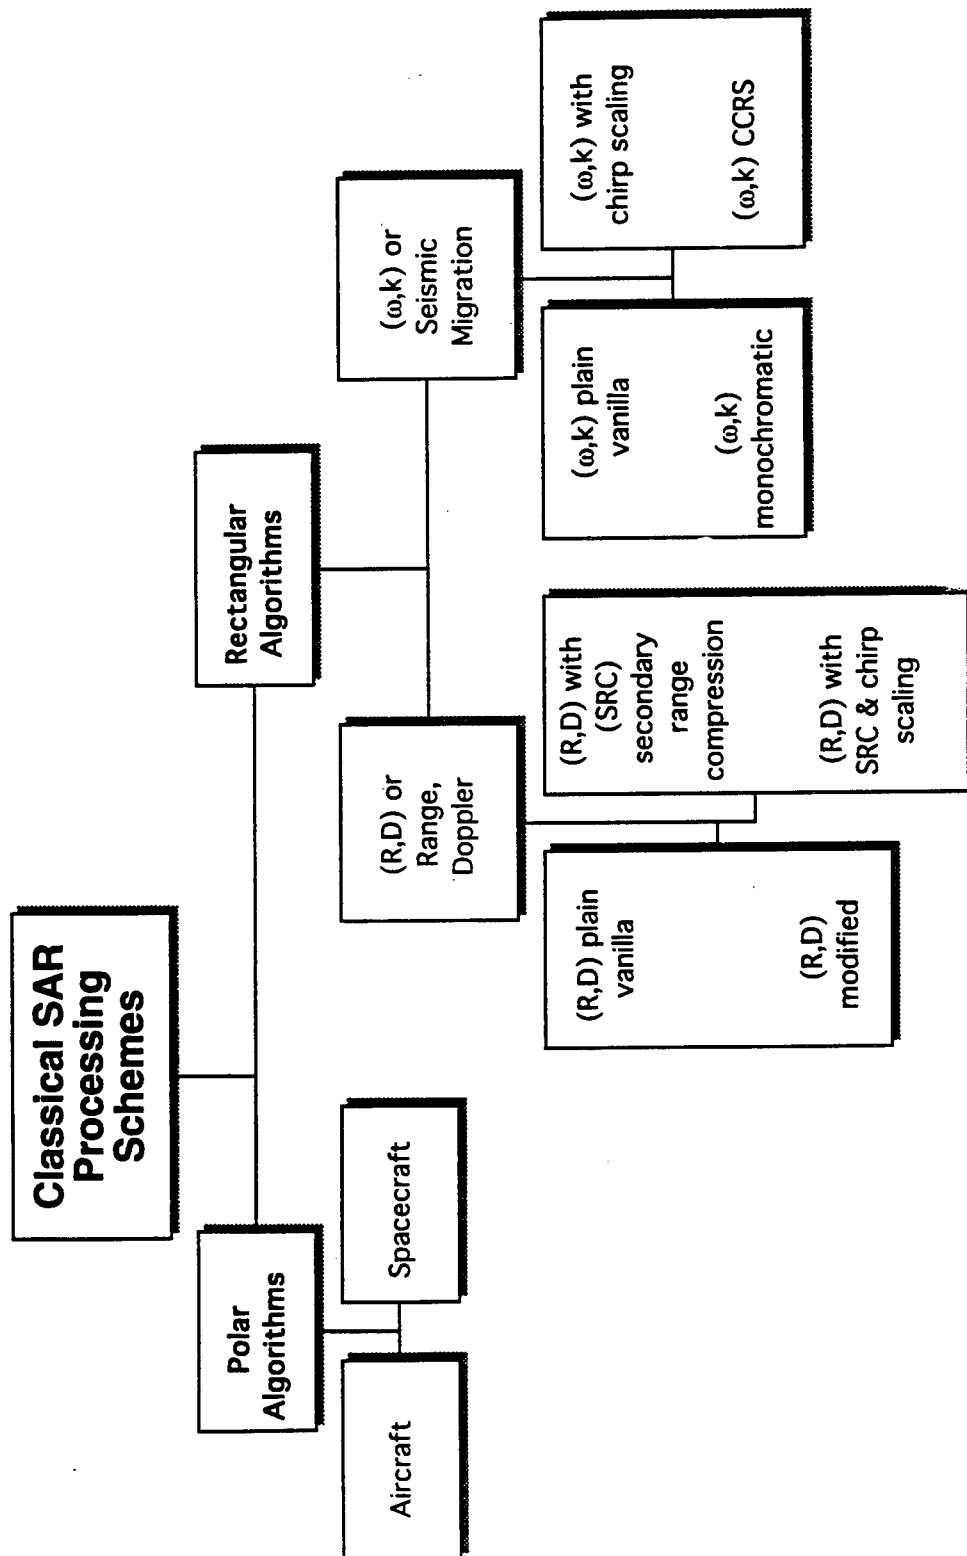 Classical SAR
Processing
Schemes
Polar
Algorithms
Rectangular
Algorithms
Aircraft
Spacecraft
(R,D) or
Range,
Doppler
(ω,k) or
Seismic
Migration
(R,D) plain
vanilla
(R,D)
modified
(R,D) with
(SRC)
secondary
range
compression
(R,D) with
SRC & chirp
scaling
(ω,k) plain
vanilla
(ω,k)
monochromatic
(ω,k) with
chirp scaling
(ω,k) CCRS